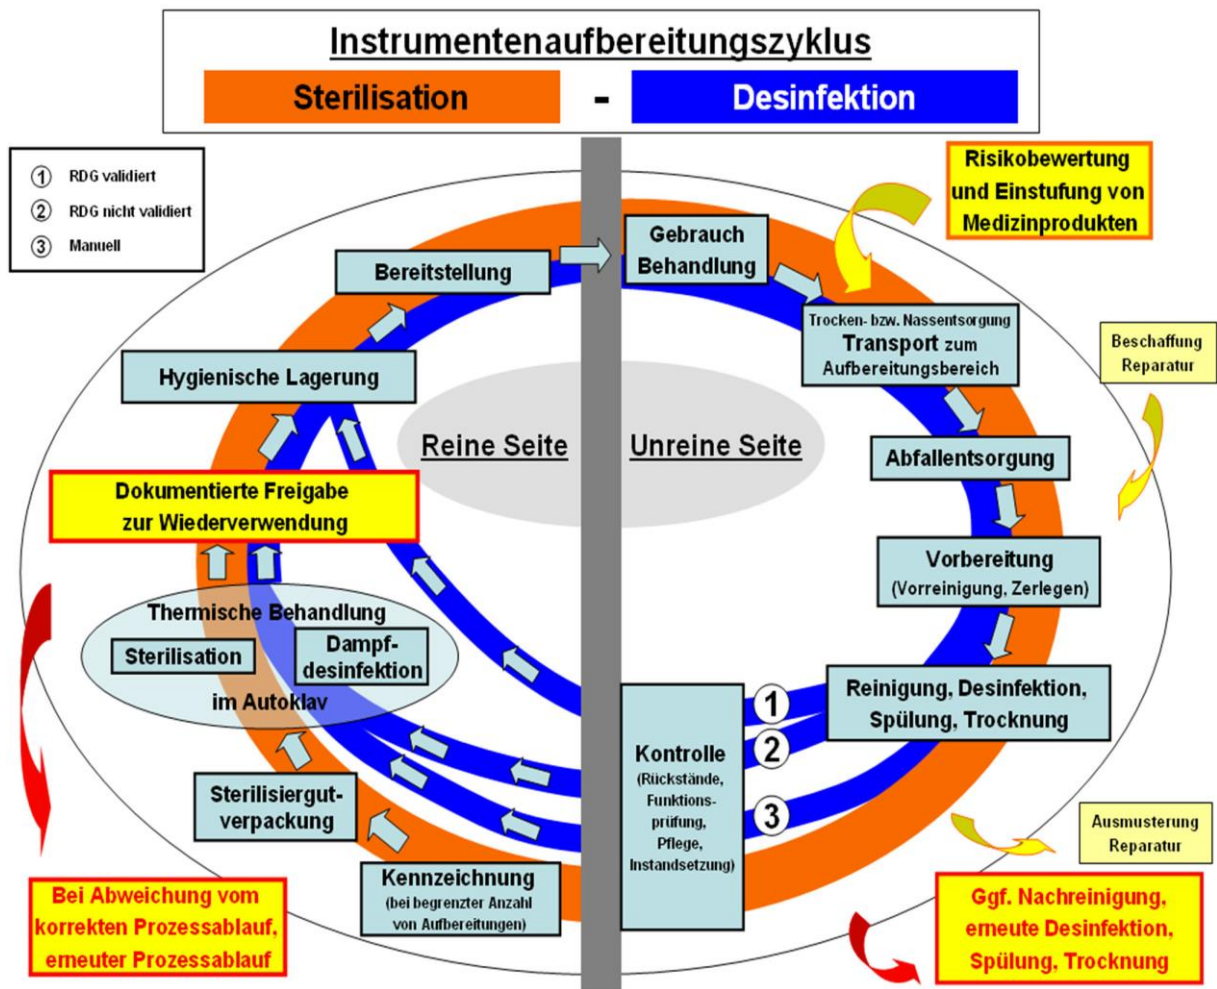 Instrumentenaufbereitungszyklus
Sterilisation - Desinfektion
1 RDG validiert
2 RDG nicht validiert
3 Manuell
Risikobewertung
und Einstufung von
Medizinprodukten
Gebrauch
Behandlung
Bereitstellung
Trocken- bzw. Nassentsorgung
Transport zum
Aufbereitungsbereich
Beschaffung
Reparatur
Hygienische Lagerung
Reine Seite
Unreine Seite
Abfallentsorgung
Dokumentierte Freigabe
zur Wiederverwendung
Vorbereitung
(Vorreinigung, Zerlegen)
Thermische Behandlung
Sterilisation
Dampf-
desinfektion
im Autoklav
Reinigung, Desinfektion,
Spülung, Trocknung
1
2
3
Kontrolle
(Rückstände,
Funktions-
prüfung,
Pflege,
Instandsetzung)
Sterilisiergut-
verpackung
Kennzeichnung
(bei begrenzter Anzahl
von Aufbereitungen)
Ausmusterung
Reparatur
Bei Abweichung vom
korrekten Prozessablauf,
erneuter Prozessablauf
Ggf. Nachreinigung,
erneute Desinfektion,
Spülung, Trocknung